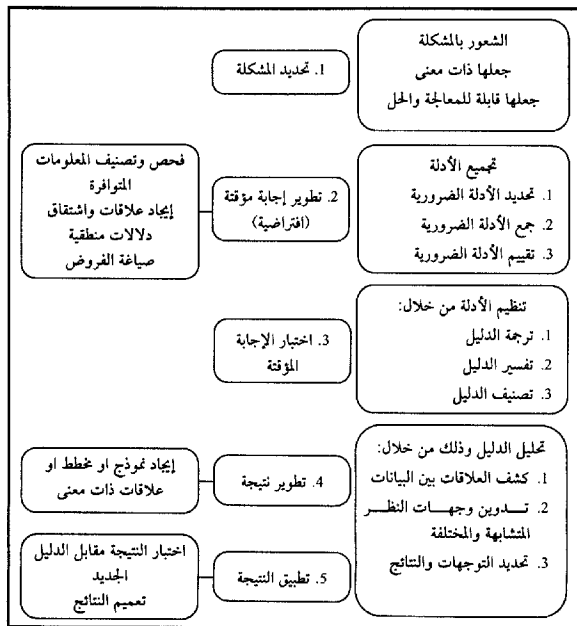 الشعور بالمشكلة
جعلها ذات معنى
جعلها قابلة للمعالجة والحل
1. تحديد المشكلة
تجميع الأدلة
1. تحديد الأدلة الضرورية
2. جمع الأدلة الضرورية
3. تقييم الأدلة الضرورية
2. تطوير إجابة مؤقتة
(افتراضية)
فحص وتصنيف المعلومات
المتوافرة
إيجاد علاقات واشتقاق
دلالات منطقية
صياغة الفروض
تنظيم الأدلة من خلال:
1. ترجمة الدليل
2. تفسير الدليل
3. تصنيف الدليل
3. اختبار الإجابة
المؤقتة
تحليل الدليل وذلك من خلال:
1. كشف العلاقات بين البيانات
2. تـــدوين وجهـــات النظـــر
المتشابهة والمختلفة
3. تحديد التوجهات والنتائج
4. تطوير نتيجة
إيجاد نموذج او مخطط او
علاقات ذات معنى
5. تطبيق النتيجة
اختبار النتيجة مقابل الدليل
الجديد
تعميم النتائج